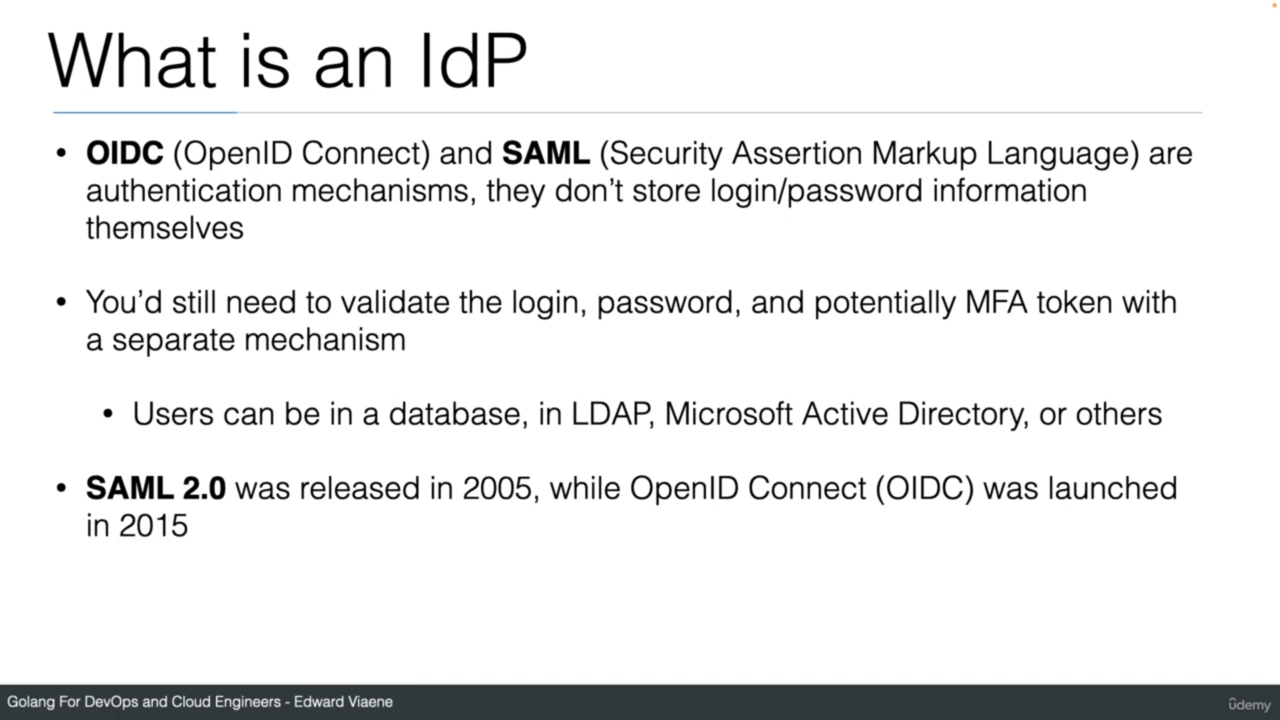 What is an IdP
• OIDC (OpenID Connect) and SAML (Security Assertion Markup Language) are
authentication mechanisms, they don’t store login/password information
themselves
• You’d still need to validate the login, password, and potentially MFA token with
a separate mechanism
• Users can be in a database, in LDAP, Microsoft Active Directory, or others
• SAML 2.0 was released in 2005, while OpenID Connect (OIDC) was launched
in 2015
Golang For DevOps and Cloud Engineers - Edward Viaene
ûdemy